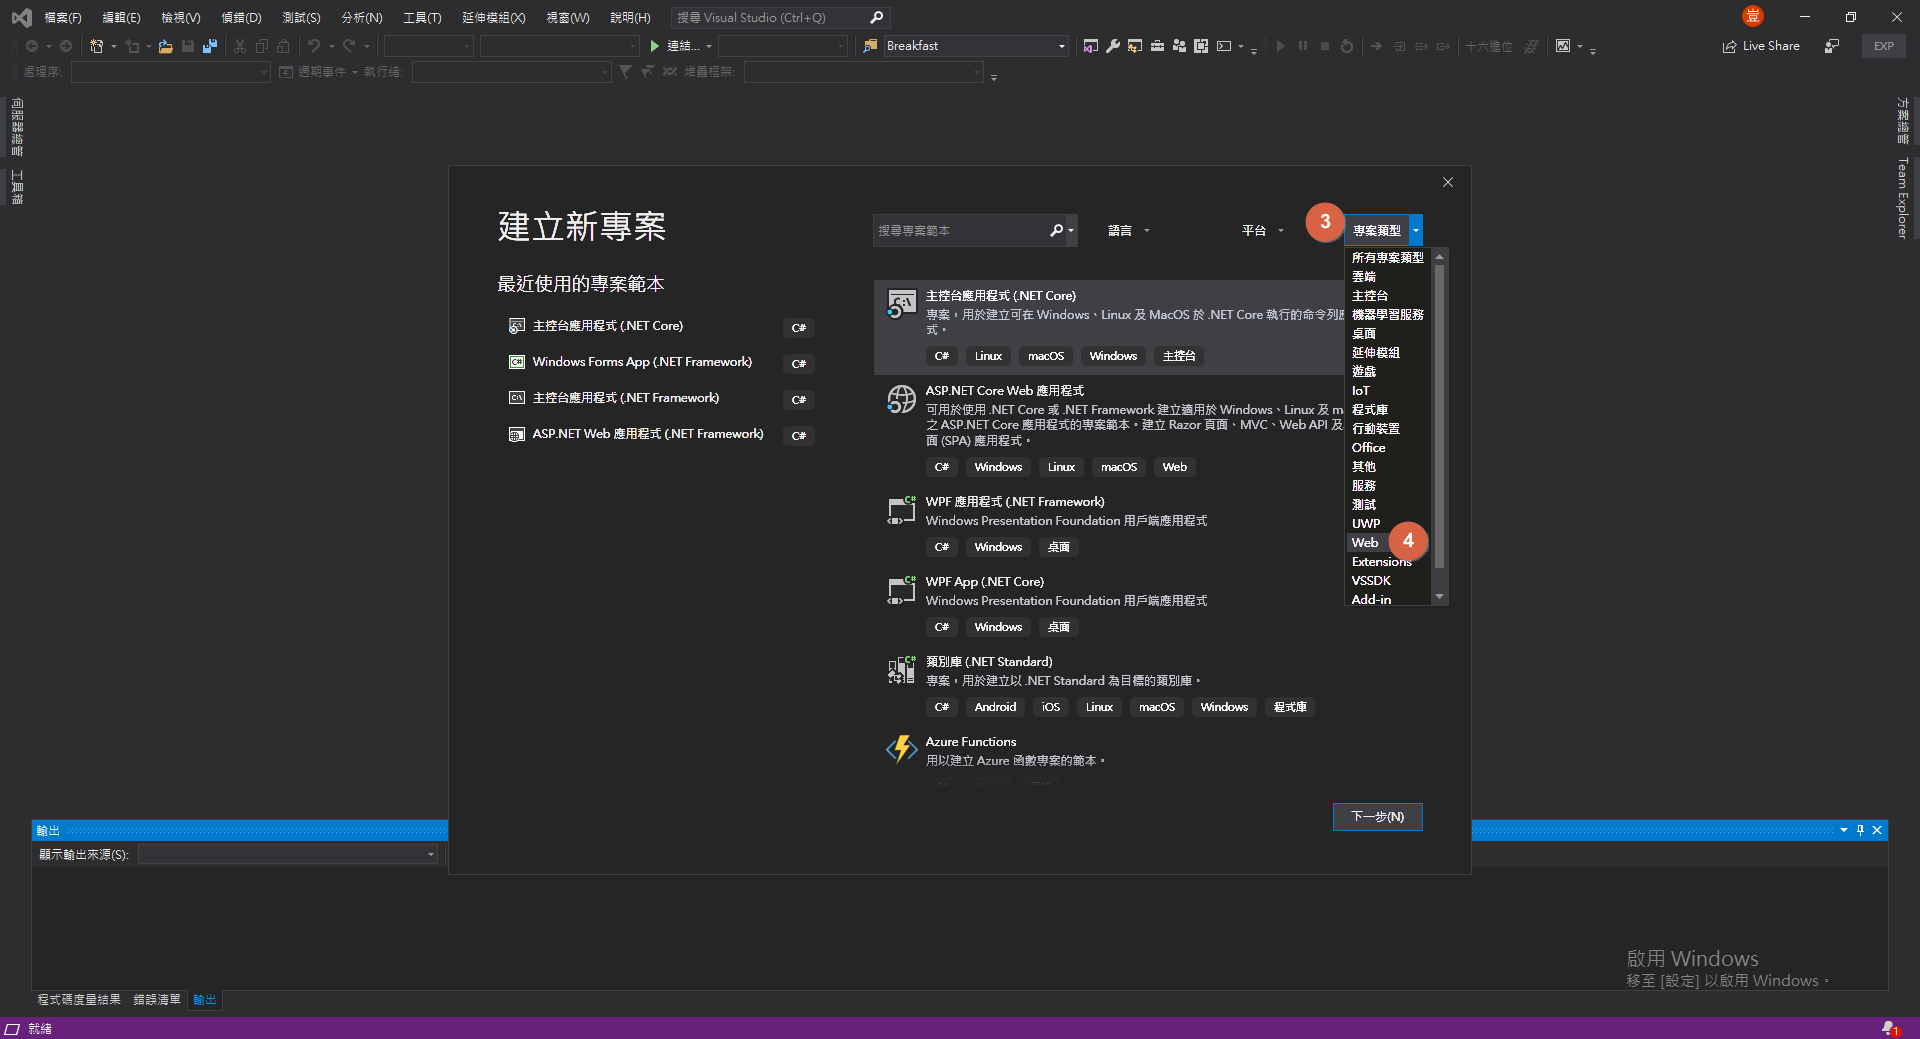 檔案(F) 編輯(E) 檢視(V) 偵錯(D) 測試(S) 分析(N) 工具(T) 延伸模組(X) 視窗(W) 說明(H) 搜尋 Visual Studio (Ctrl+Q) 豈
連結... Breakfast 十六進位 Live Share EXP
處理序: 週期事件 執行緒: 堆疊框架:
伺服器總管
工具箱
方案總管
Team Explorer
建立新專案
最近使用的專案範本
主控台應用程式 (.NET Core) C#
Windows Forms App (.NET Framework) C#
主控台應用程式 (.NET Framework) C#
ASP.NET Web 應用程式 (.NET Framework) C#
搜尋專案範本 語言 平台 3 專案類型
主控台應用程式 (.NET Core)
專案，用於建立可在 Windows、Linux 及 MacOS 於 .NET Core 執行的命令列應
式。
C# Linux macOS Windows 主控台
ASP.NET Core Web 應用程式
可用於使用 .NET Core 或 .NET Framework 建立適用於 Windows、Linux 及 m
之 ASP.NET Core 應用程式的專案範本。建立 Razor 頁面、MVC、Web API 及
面 (SPA) 應用程式。
C# Windows Linux macOS Web
WPF 應用程式 (.NET Framework)
Windows Presentation Foundation 用戶端應用程式
C# Windows 桌面
WPF App (.NET Core)
Windows Presentation Foundation 用戶端應用程式
C# Windows 桌面
類別庫 (.NET Standard)
專案，用於建立以 .NET Standard 為目標的類別庫。
C# Android iOS Linux macOS Windows 程式庫
Azure Functions
用以建立 Azure 函數專案的範本。
所有專案類型
雲端
主控台
機器學習服務
桌面
延伸模組
遊戲
IoT
程式庫
行動裝置
Office
其他
服務
測試
UWP
Web 4
Extensions
VSSDK
Add-in
下一步(N)
輸出
顯示輸出來源(S):
啟用 Windows
移至 [設定] 以啟用 Windows。
程式碼度量結果 錯誤清單 輸出
就緒 1